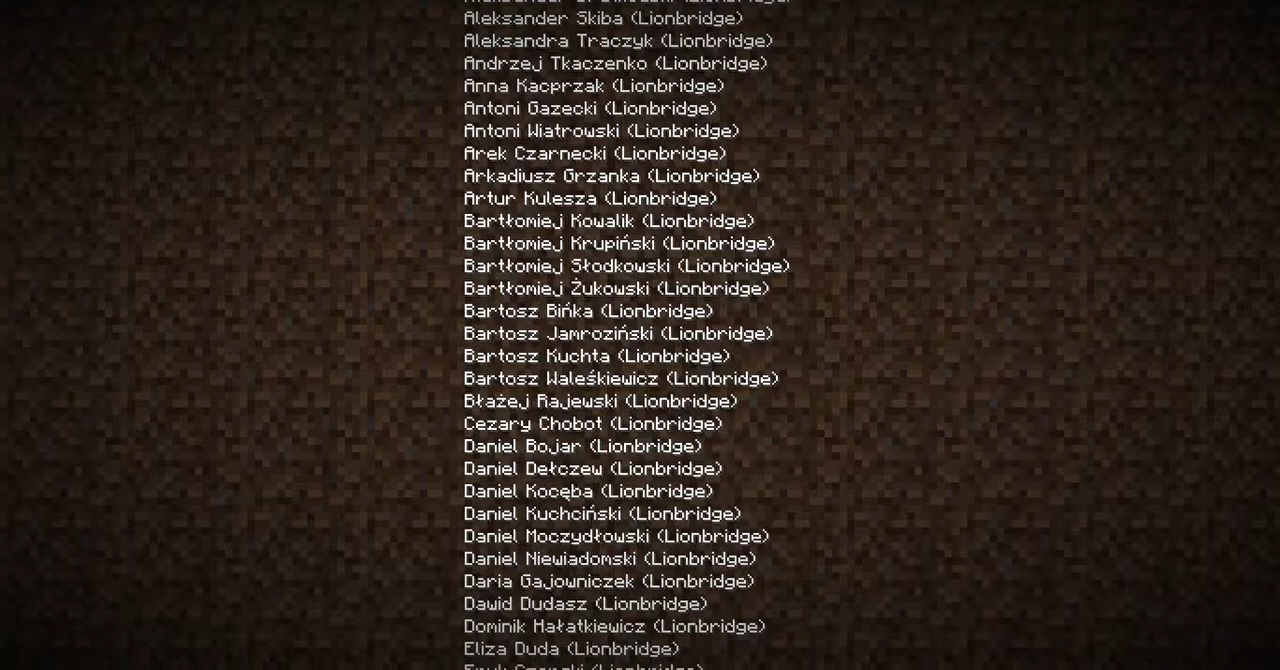 Aleksander Skiba (Lionbridge)
Aleksandra Traczyk (Lionbridge)
Andrzej Tkaczenko (Lionbridge)
Anna Kacprzak (Lionbridge)
Antoni Gazecki (Lionbridge)
Antoni Wiatrowski (Lionbridge)
Arek Czarnecki (Lionbridge)
Arkadiusz Grzanka (Lionbridge)
Artur Kulesza (Lionbridge)
Bartłomiej Kowalik (Lionbridge)
Bartłomiej Krupiński (Lionbridge)
Bartłomiej Słodkowski (Lionbridge)
Bartłomiej Żukowski (Lionbridge)
Bartosz Bińka (Lionbridge)
Bartosz Jamroziński (Lionbridge)
Bartosz Kuchta (Lionbridge)
Bartosz Waleśkiewicz (Lionbridge)
Błażej Rajewski (Lionbridge)
Cezary Chobot (Lionbridge)
Daniel Bojar (Lionbridge)
Daniel Dełczew (Lionbridge)
Daniel Kocęba (Lionbridge)
Daniel Kuchciński (Lionbridge)
Daniel Moczydłowski (Lionbridge)
Daniel Niewiadomski (Lionbridge)
Daria Gajowniczek (Lionbridge)
Dawid Dudasz (Lionbridge)
Dominik Hałatkiewicz (Lionbridge)
Eliza Duda (Lionbridge)